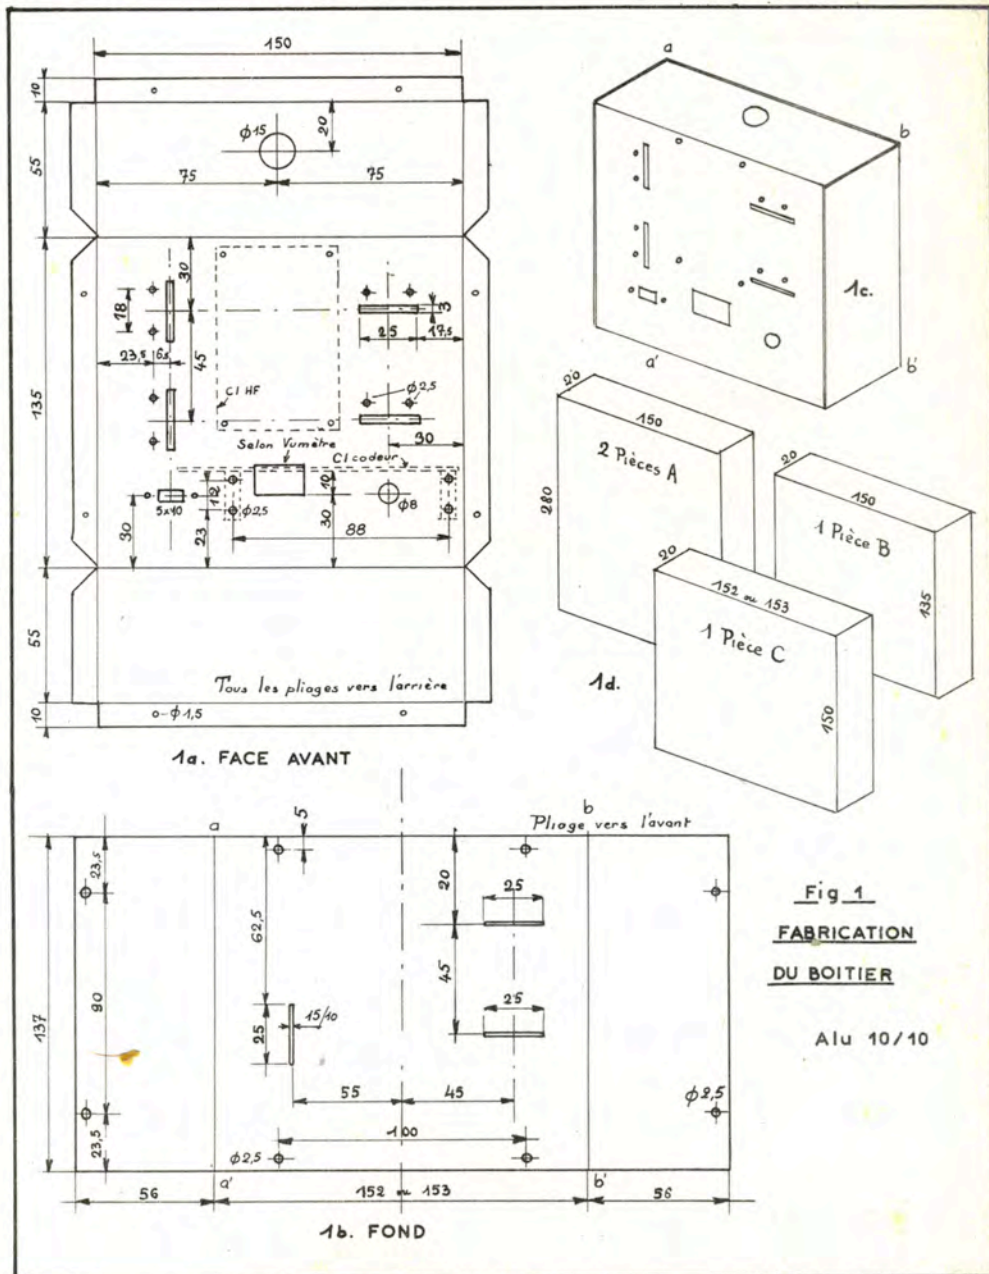 150
10
55
135
55
10
φ15
20
75
75
30
18
23,5
6,5
45
3
25
17,5
CI HF
φ2,5
30
Selon Vumètre
CI codeur
5x10
12
φ2,5
10
φ8
30
23
30
88
Tous les pliages vers l'arrière
φ1,5
1a. FACE AVANT
a
b
a'
b'
1c.
20
150
2 Pièces A
280
20
150
1 Pièce B
135
20
152 ou 153
1 Pièce C
150
1d.
a
b
Pliage vers l'avant
5
23,5
90
23,5
137
62,5
25
15/10
20
25
45
25
55
45
100
φ2,5
φ2,5
a'
b'
56
152 ou 153
56
1b. FOND
Fig 1
FABRICATION
DU BOITIER
Alu 10/10